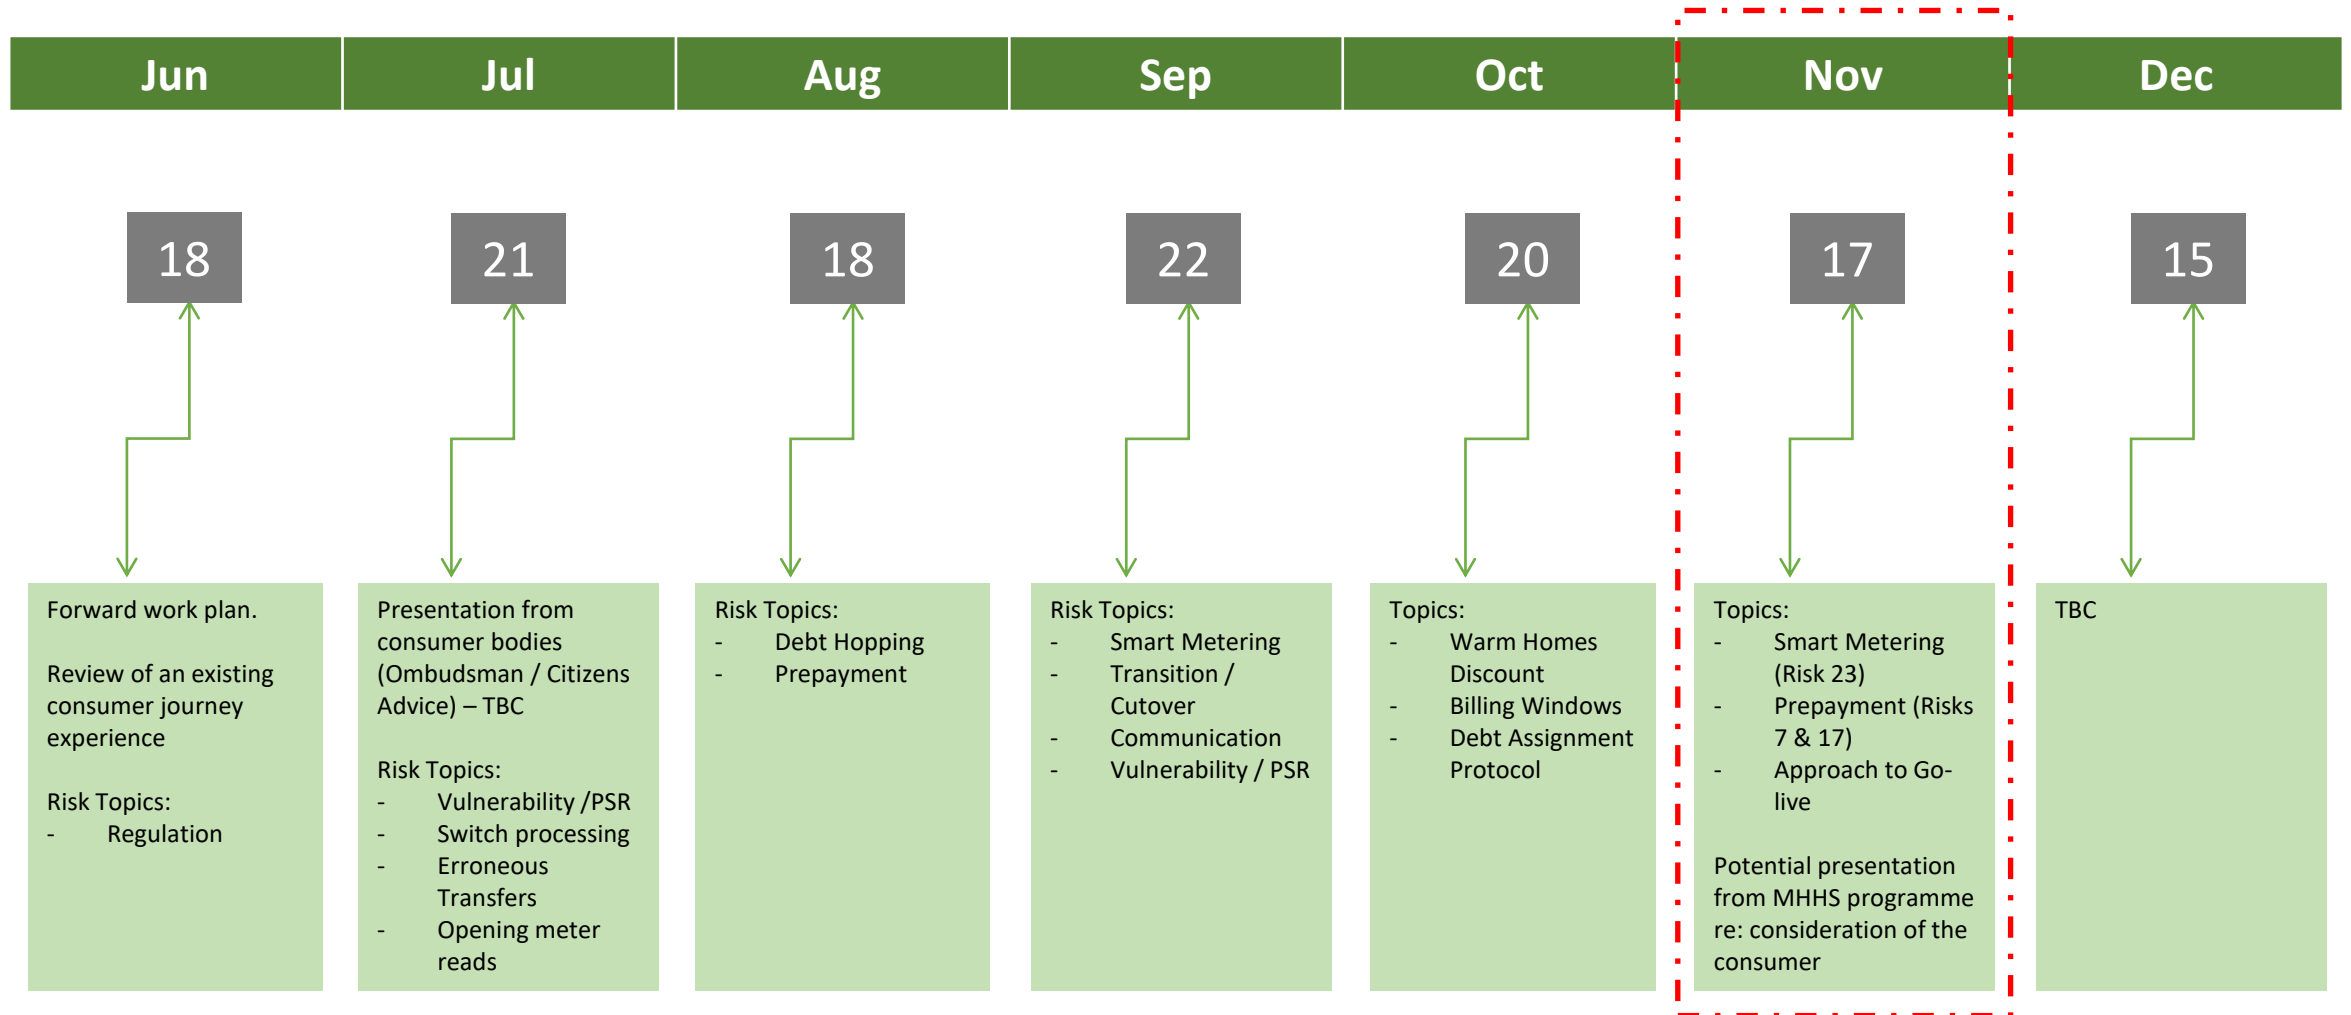 Jun
Jul
Aug
Sep
Oct
Nov
Dec
18
21
18
22
20
17
15
Forward work plan.
Review of an existing
consumer journey
experience
Risk Topics:
- Regulation
Presentation from
consumer bodies
(Ombudsman / Citizens
Advice) – TBC
Risk Topics:
- Vulnerability /PSR
- Switch processing
- Erroneous
Transfers
- Opening meter
reads
Risk Topics:
- Debt Hopping
- Prepayment
Risk Topics:
- Smart Metering
- Transition /
Cutover
- Communication
- Vulnerability / PSR
Topics:
- Warm Homes
Discount
- Billing Windows
- Debt Assignment
Protocol
Topics:
- Smart Metering
(Risk 23)
- Prepayment (Risks
7 & 17)
- Approach to Go-
live
Potential presentation
from MHHS programme
re: consideration of the
consumer
TBC